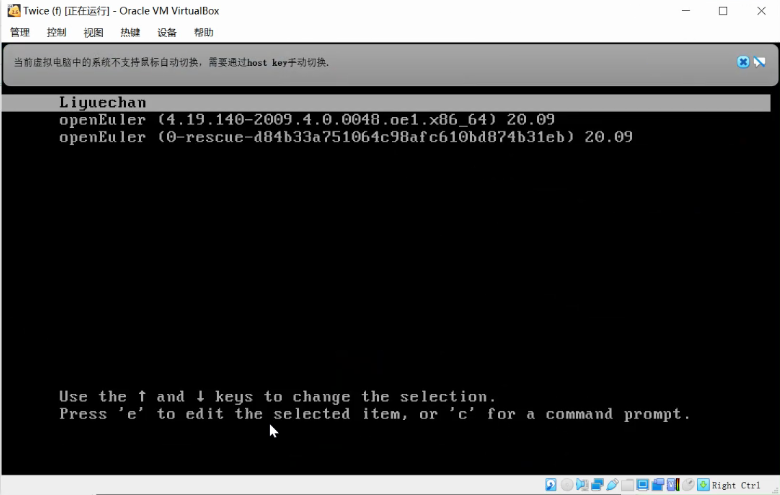 Twice (f) [正在运行] - Oracle VM VirtualBox
管理 控制 视图 热键 设备 帮助
当前虚拟电脑中的系统不支持鼠标自动切换，需要通过host key手动切换.
Liyuechan
openEuler (4.19.140-2009.4.0.0048.oe1.x86_64) 20.09
openEuler (0-rescue-d84b33a751064c98afc610bd874b31eb) 20.09
Use the ↑ and ↓ keys to change the selection.
Press 'e' to edit the selected item, or 'c' for a command prompt.
Right Ctrl